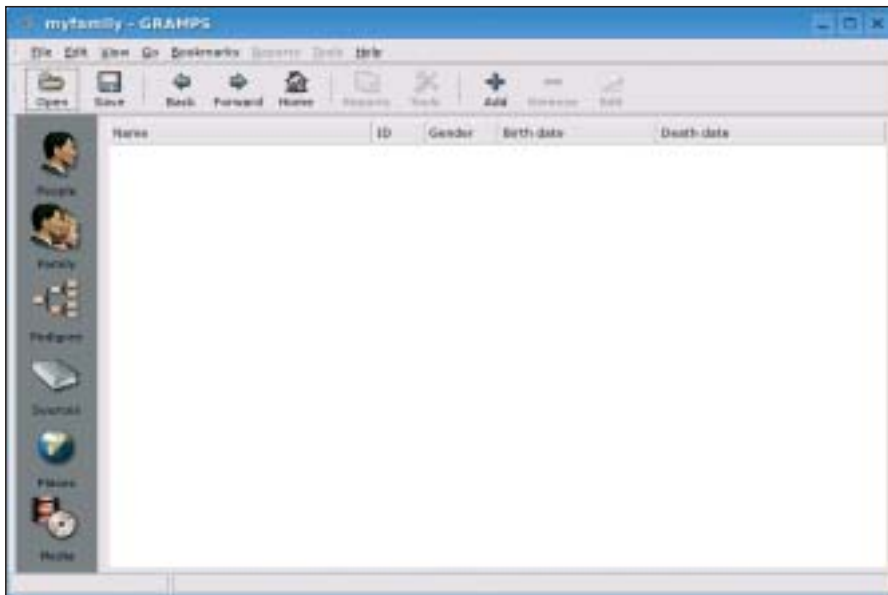 myfamily - GRAMPS
File Edit View Go Bookmarks Reports Tools Help
Open Save Back Forward Home Reports Tools Add Remove Edit
Name ID Gender Birth date Death date
People
Family
Pedigree
Sources
Places
Media